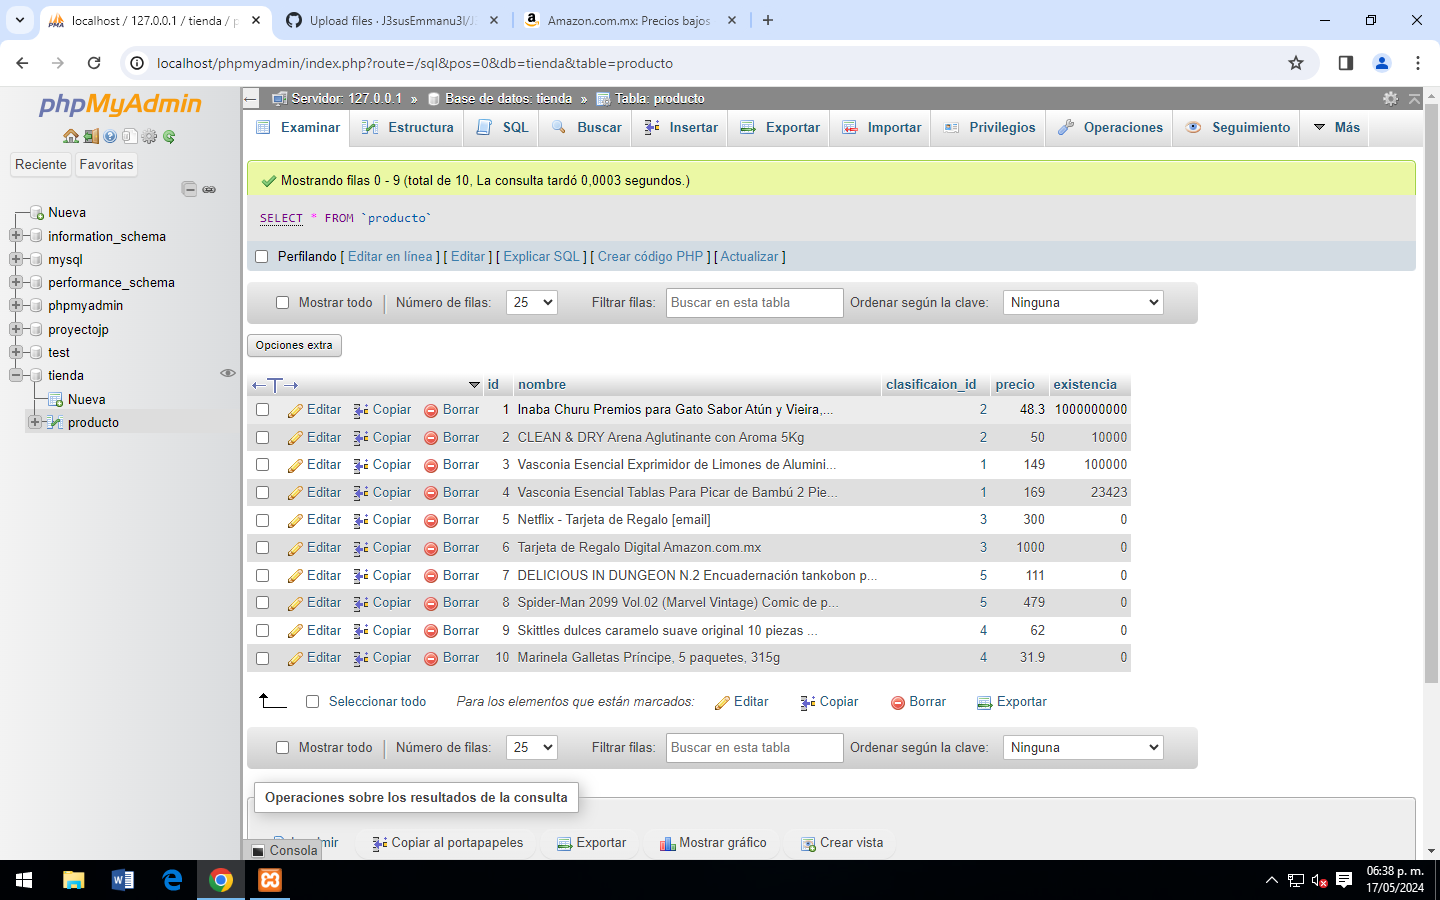 localhost / 127.0.0.1 / tienda / p
Upload files · J3susEmmanu3l/J
Amazon.com.mx: Precios bajos
localhost/phpmyadmin/index.php?route=/sql&pos=0&db=tienda&table=producto
phpMyAdmin
Reciente Favoritas
Nueva
information_schema
mysql
performance_schema
phpmyadmin
proyectojp
test
tienda
Nueva
producto
Servidor: 127.0.0.1 » Base de datos: tienda » Tabla: producto
Examinar Estructura SQL Buscar Insertar Exportar Importar Privilegios Operaciones Seguimiento Más
Mostrando filas 0 - 9 (total de 10, La consulta tardó 0,0003 segundos.)
SELECT * FROM `producto`
Perfilando [ Editar en línea ] [ Editar ] [ Explicar SQL ] [ Crear código PHP ] [ Actualizar ]
Mostrar todo Número de filas: 25 Filtrar filas: Buscar en esta tabla Ordenar según la clave: Ninguna
Opciones extra
id nombre clasificaion_id precio existencia
Editar Copiar Borrar 1 Inaba Churu Premios para Gato Sabor Atún y Vieira,... 2 48.3 1000000000
Editar Copiar Borrar 2 CLEAN & DRY Arena Aglutinante con Aroma 5Kg 2 50 10000
Editar Copiar Borrar 3 Vasconia Esencial Exprimidor de Limones de Alumini... 1 149 100000
Editar Copiar Borrar 4 Vasconia Esencial Tablas Para Picar de Bambú 2 Pie... 1 169 23423
Editar Copiar Borrar 5 Netflix - Tarjeta de Regalo [email] 3 300 0
Editar Copiar Borrar 6 Tarjeta de Regalo Digital Amazon.com.mx 3 1000 0
Editar Copiar Borrar 7 DELICIOUS IN DUNGEON N.2 Encuadernación tankobon p... 5 111 0
Editar Copiar Borrar 8 Spider-Man 2099 Vol.02 (Marvel Vintage) Comic de p... 5 479 0
Editar Copiar Borrar 9 Skittles dulces caramelo suave original 10 piezas ... 4 62 0
Editar Copiar Borrar 10 Marinela Galletas Príncipe, 5 paquetes, 315g 4 31.9 0
Seleccionar todo Para los elementos que están marcados: Editar Copiar Borrar Exportar
Mostrar todo Número de filas: 25 Filtrar filas: Buscar en esta tabla Ordenar según la clave: Ninguna
Operaciones sobre los resultados de la consulta
Copiar al portapapeles Exportar Mostrar gráfico Crear vista
Consola
06:38 p. m.
17/05/2024